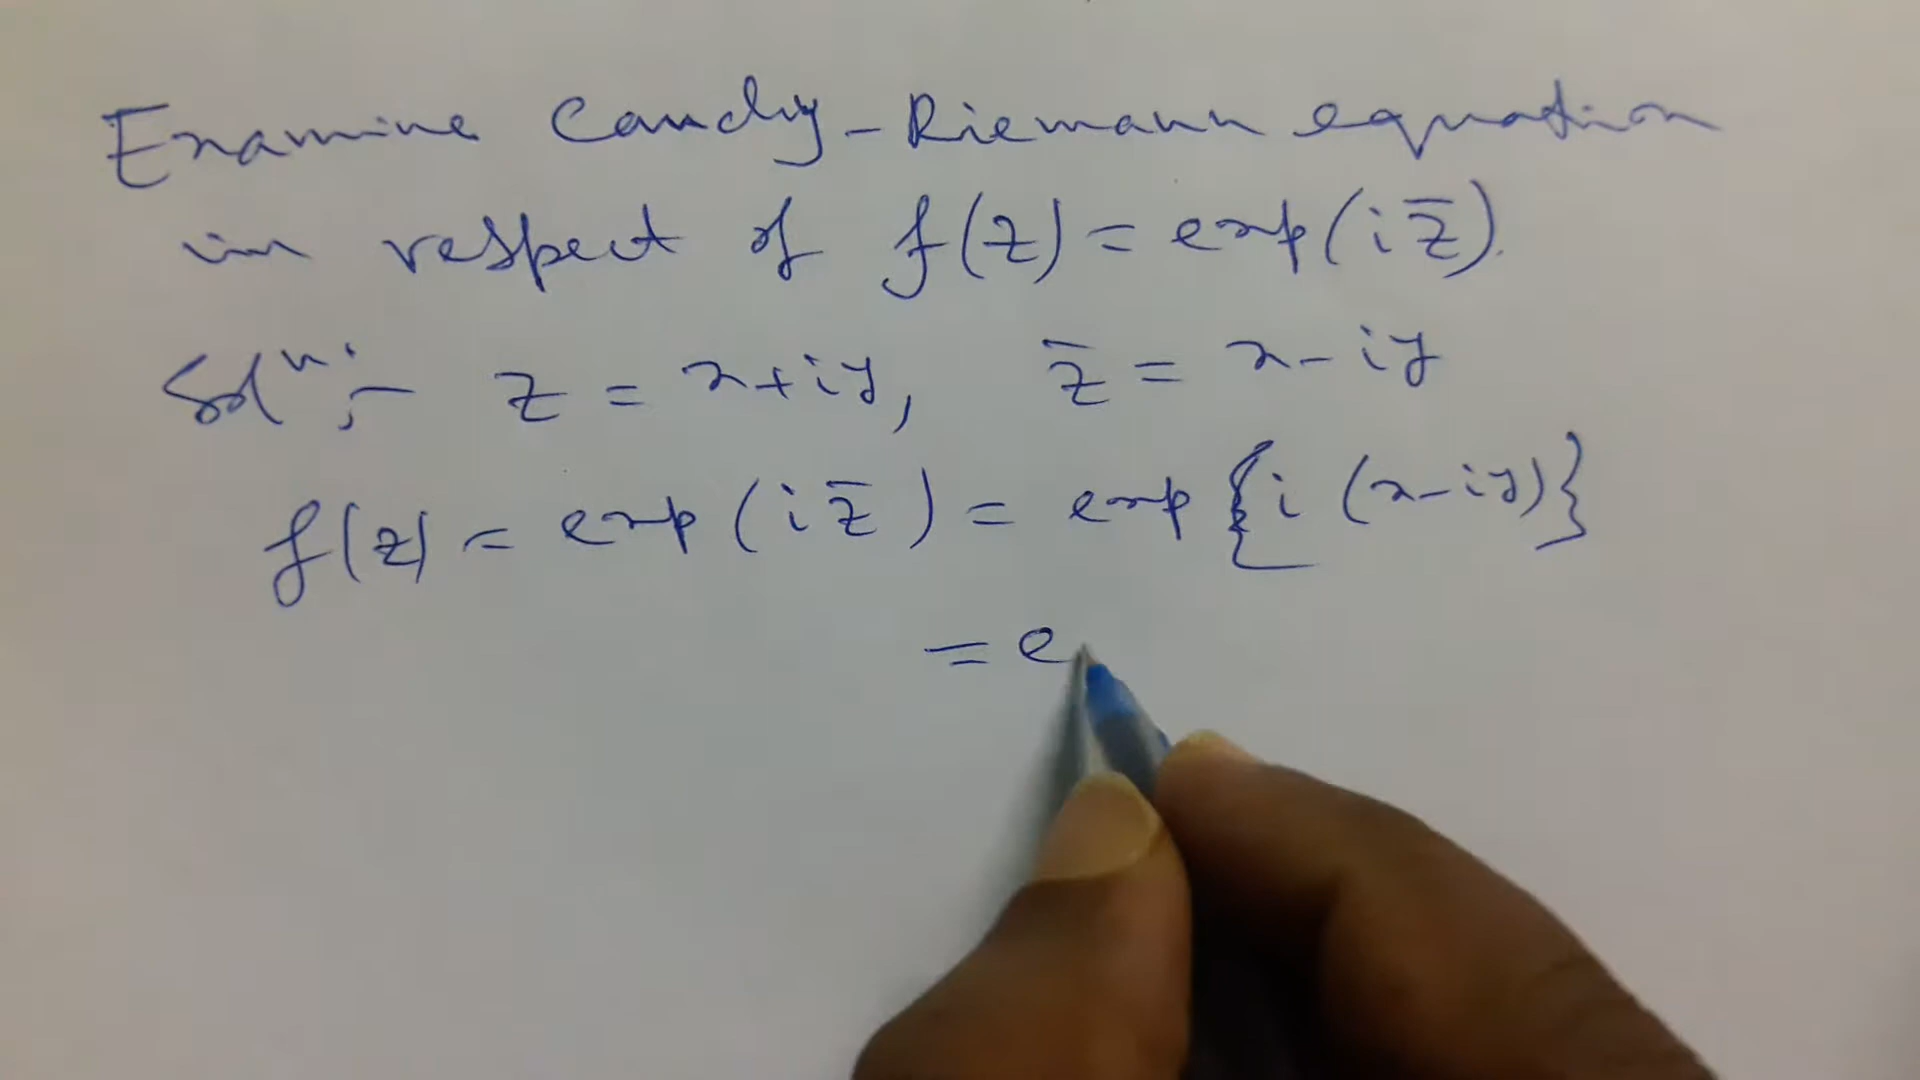 Examine Cauchy-Riemann equation
in respect of f(z) = exp(i z̄).
Solⁿ:- z = x+iy, z̄ = x-iy
f(z) = exp(i z̄) = exp{i (x-iy)}
= e